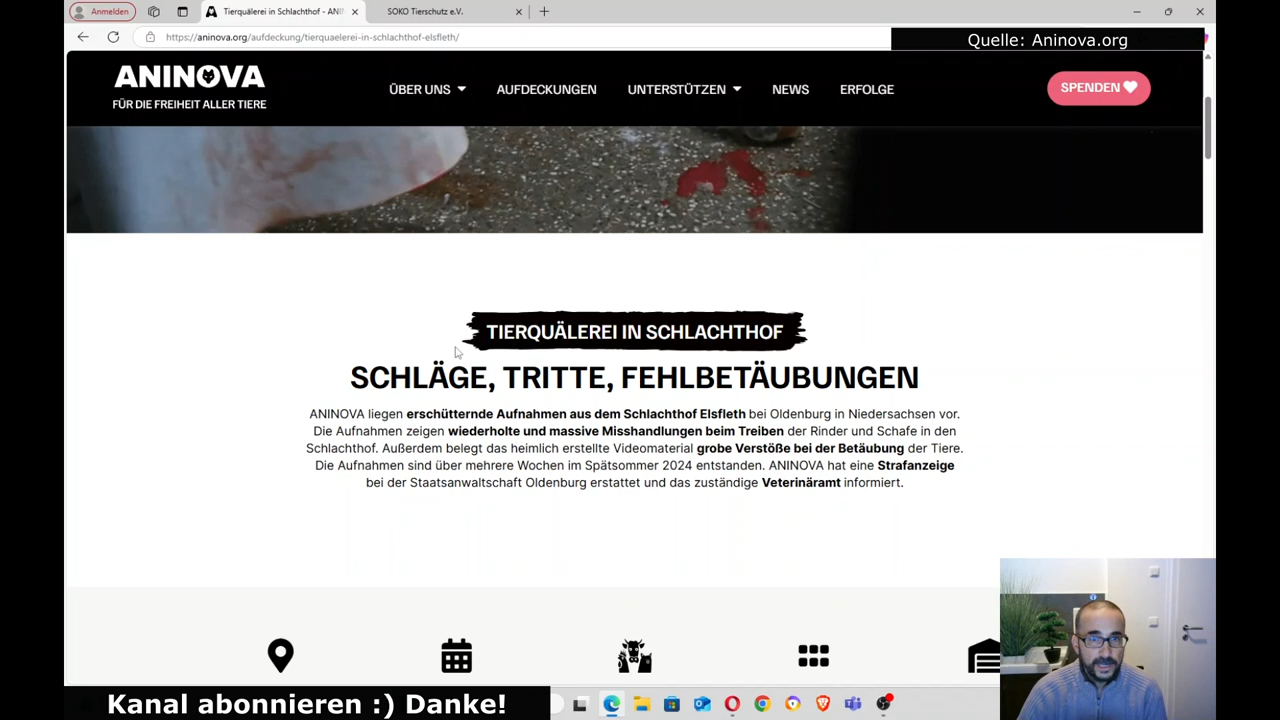 Anmelden
Tierquälerei in Schlachthof - ANI
SOKO Tierschutz e.V.
https://aninova.org/aufdeckung/tierquaelerei-in-schlachthof-elsfleth/
Quelle: Aninova.org
ANINOVA
FÜR DIE FREIHEIT ALLER TIERE
ÜBER UNS
AUFDECKUNGEN
UNTERSTÜTZEN
NEWS
ERFOLGE
SPENDEN
TIERQUÄLEREI IN SCHLACHTHOF
SCHLÄGE, TRITTE, FEHLBETÄUBUNGEN
ANINOVA liegen erschütternde Aufnahmen aus dem Schlachthof Elsfleth bei Oldenburg in Niedersachsen vor.
Die Aufnahmen zeigen wiederholte und massive Misshandlungen beim Treiben der Rinder und Schafe in den
Schlachthof. Außerdem belegt das heimlich erstellte Videomaterial grobe Verstöße bei der Betäubung der Tiere.
Die Aufnahmen sind über mehrere Wochen im Spätsommer 2024 entstanden. ANINOVA hat eine Strafanzeige
bei der Staatsanwaltschaft Oldenburg erstattet und das zuständige Veterinäramt informiert.
Kanal abonnieren :) Danke!